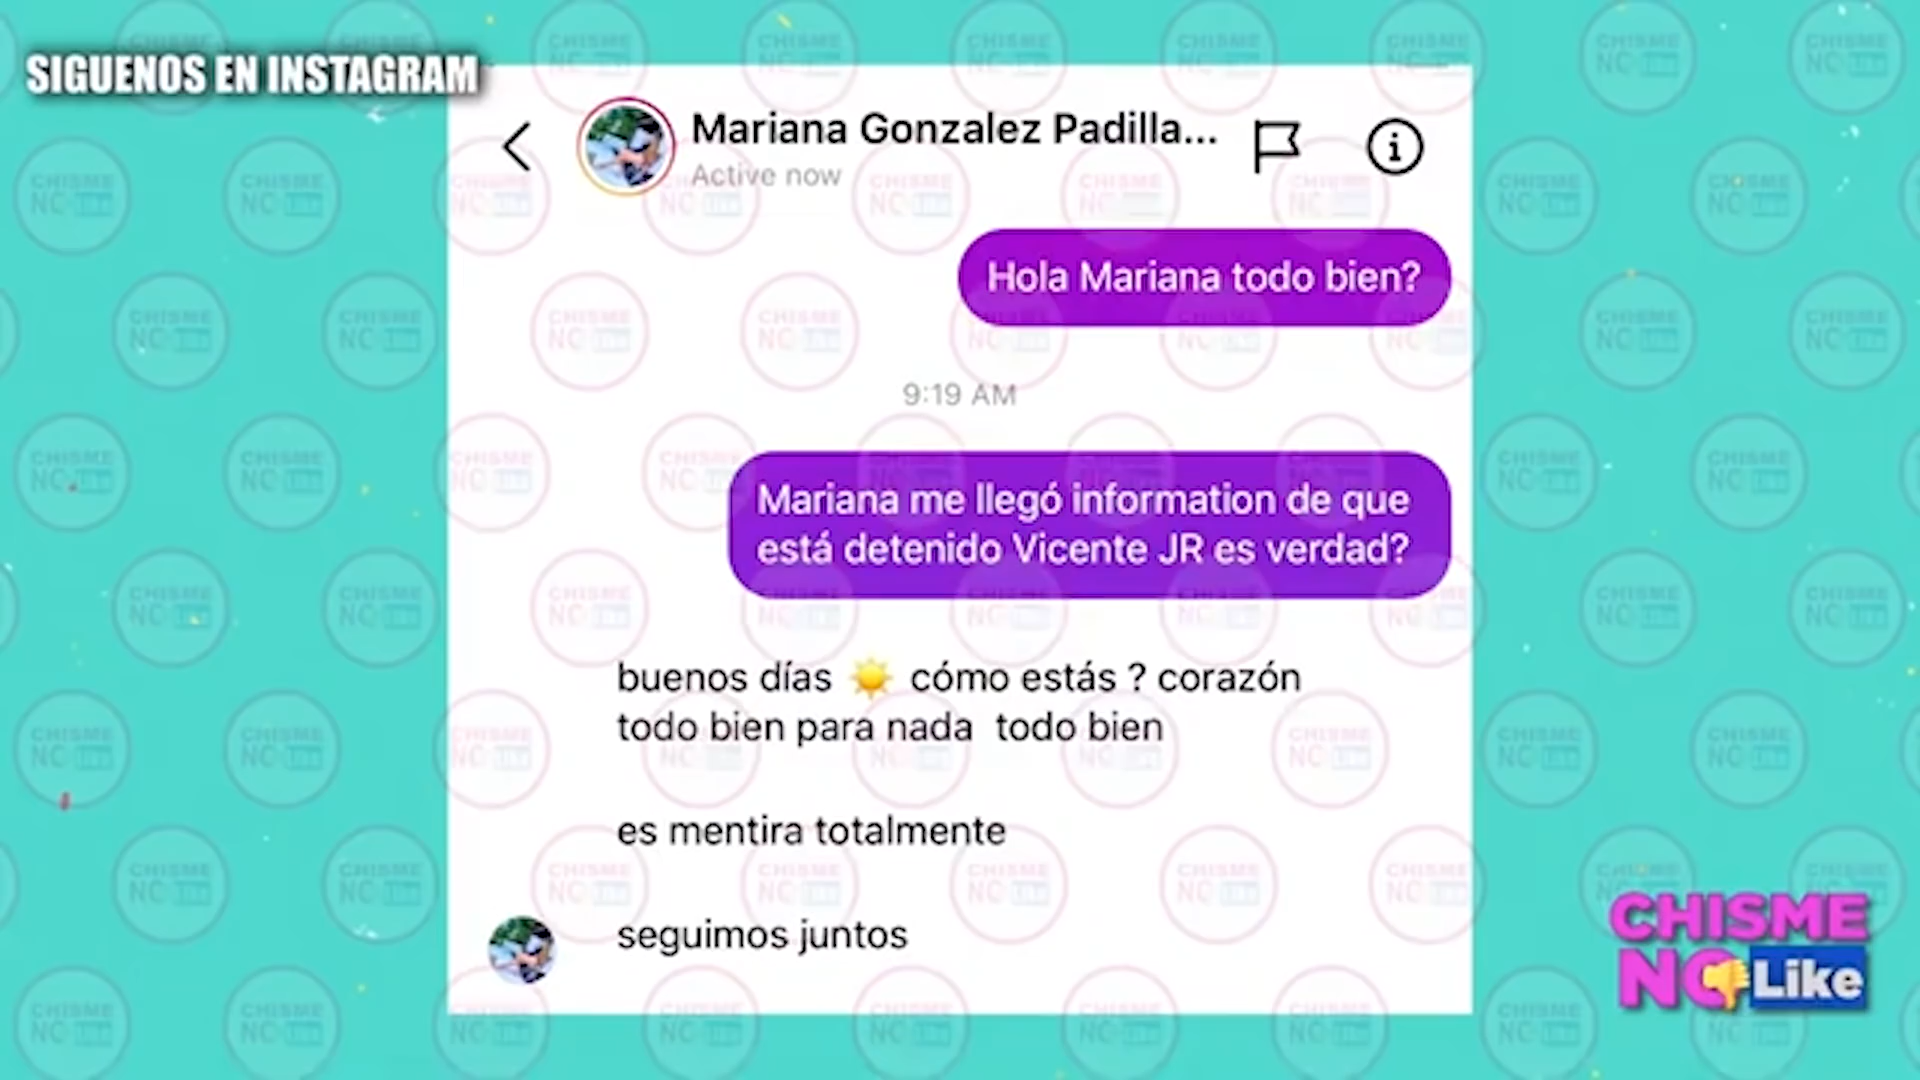 SIGUENOS EN INSTAGRAM
Mariana Gonzalez Padilla...
Active now
Hola Mariana todo bien?
9:19 AM
Mariana me llegó information de que
está detenido Vicente JR es verdad?
buenos días ☀️ cómo estás ? corazón
todo bien para nada todo bien
es mentira totalmente
seguimos juntos
CHISME
NO Like